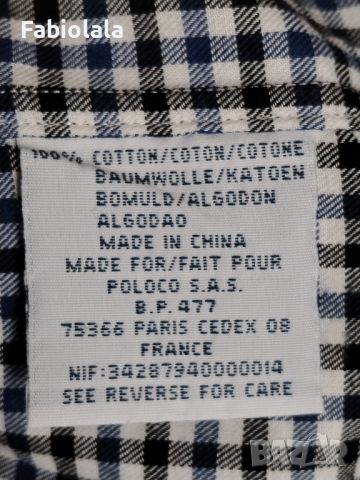 Fabiolala
100% COTTON/COTON/COTONE
BAUMWOLLE/KATOEN
BOMULD/ALGODON
ALGODAO
MADE IN CHINA
MADE FOR/FAIT POUR
POLOCO S.A.S.
B.P. 477
75366 PARIS CEDEX 08
FRANCE
NIF:34287940000014
SEE REVERSE FOR CARE
BAZAR